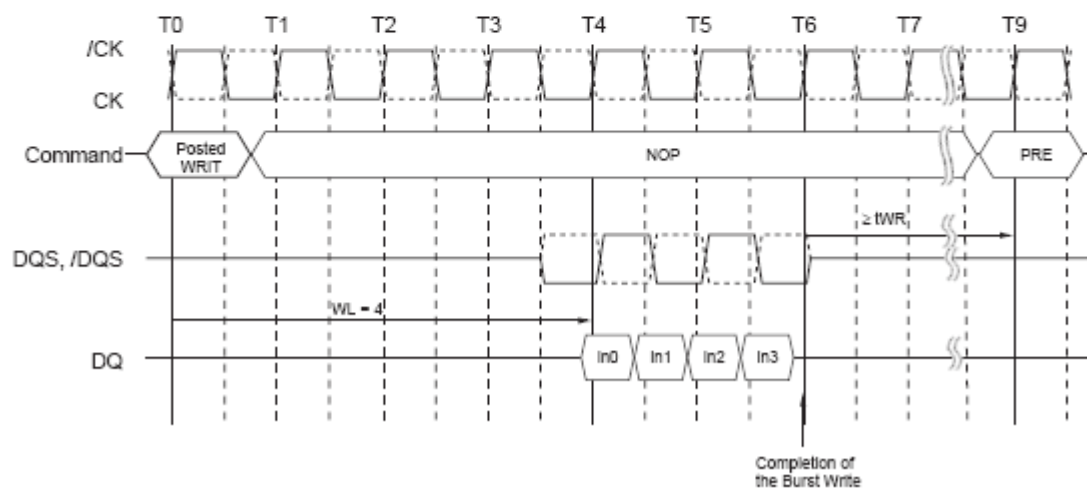 T0 T1 T2 T3 T4 T5 T6 T7 T9
/CK
CK
Command
Posted
WRIT
NOP
PRE
≥ tWR
DQS, /DQS
WL = 4
DQ
In0 In1 In2 In3
Completion of
the Burst Write